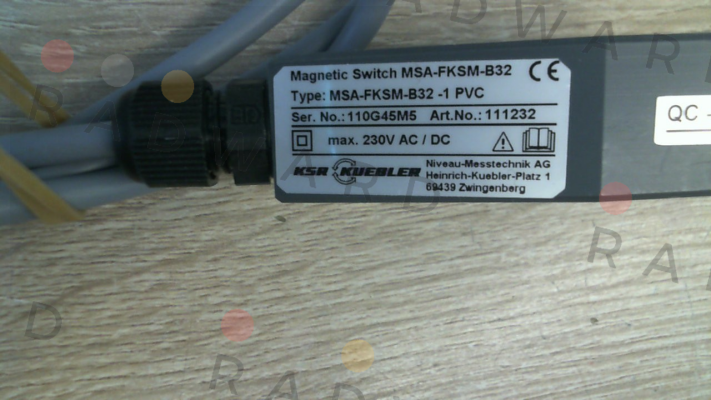 Magnetic Switch MSA-FKSM-B32 CE
Type: MSA-FKSM-B32 -1 PVC
Ser. No.: 110G45M5 Art.No.: 111232
max. 230V AC / DC
KSR KUEBLER
Niveau-Messtechnik AG
Heinrich-Kuebler-Platz 1
69439 Zwingenberg
QC -